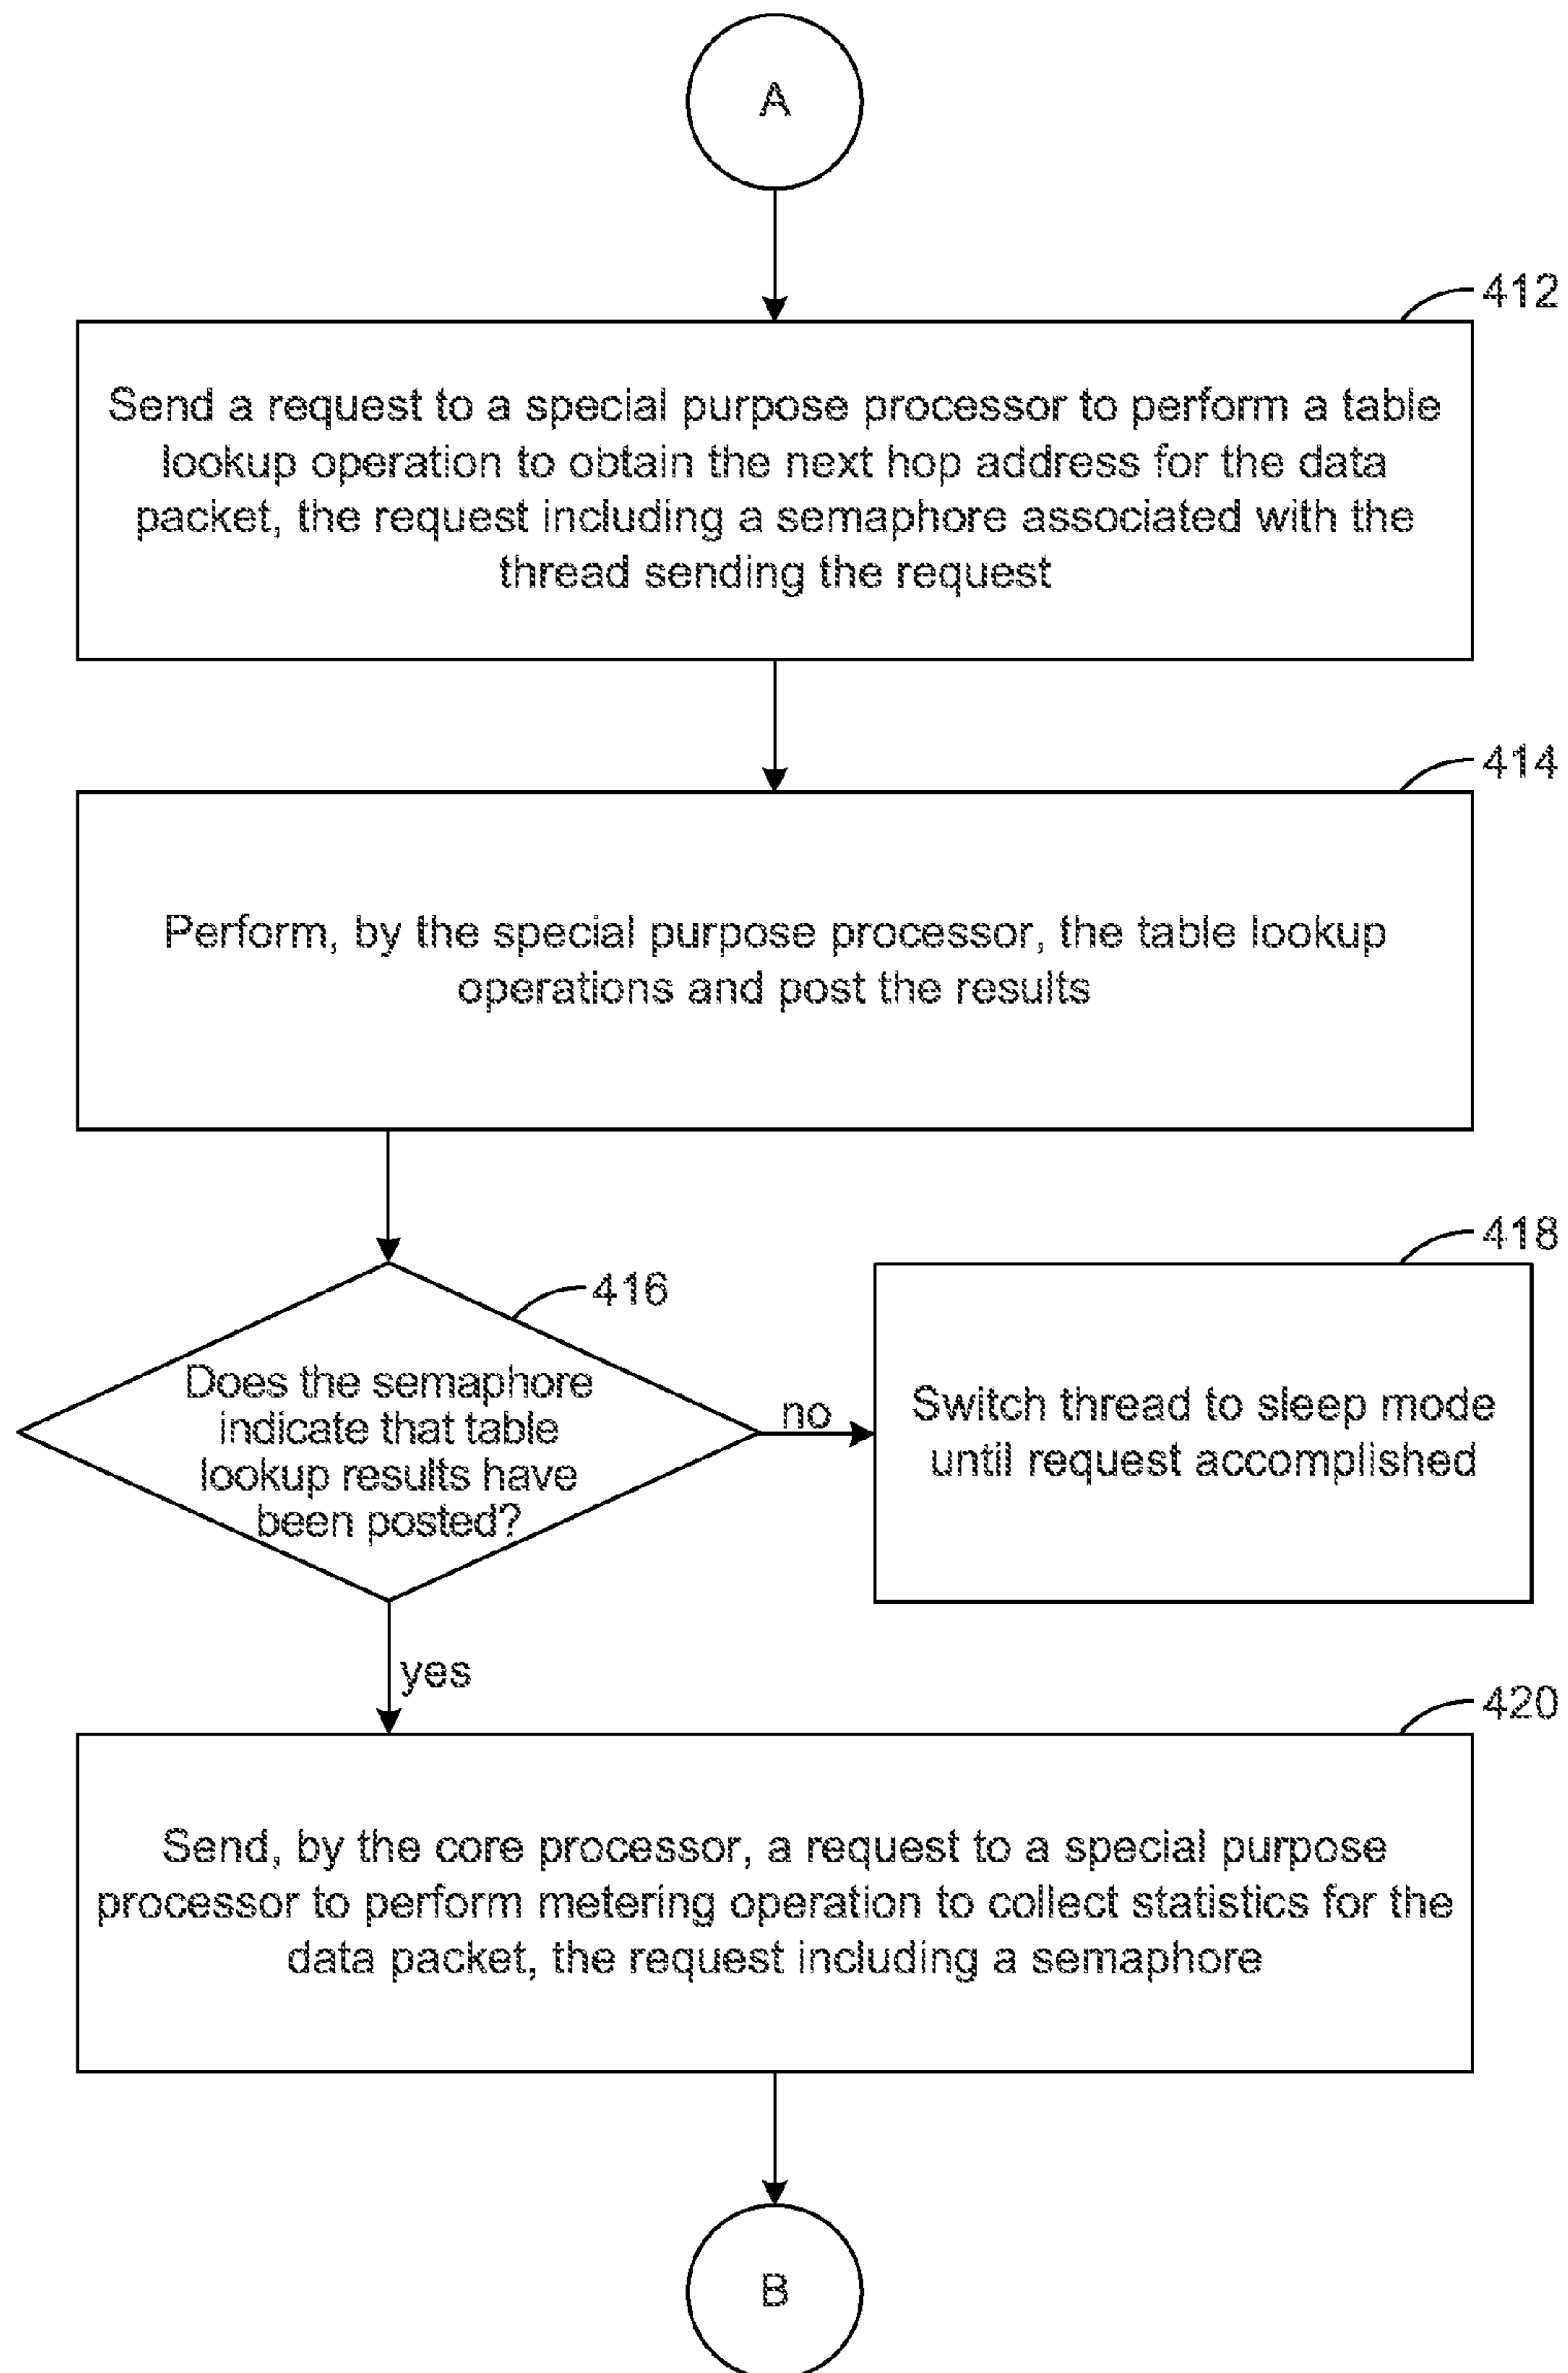 A
412
Send a request to a special purpose processor to perform a table
lookup operation to obtain the next hop address for the data
packet, the request including a semaphore associated with the
thread sending the request
414
Perform, by the special purpose processor, the table lookup
operations and post the results
416
Does the semaphore
indicate that table
lookup results have
been posted?
no
418
Switch thread to sleep mode
until request accomplished
yes
420
Send, by the core processor, a request to a special purpose
processor to perform metering operation to collect statistics for the
data packet, the request including a semaphore
B